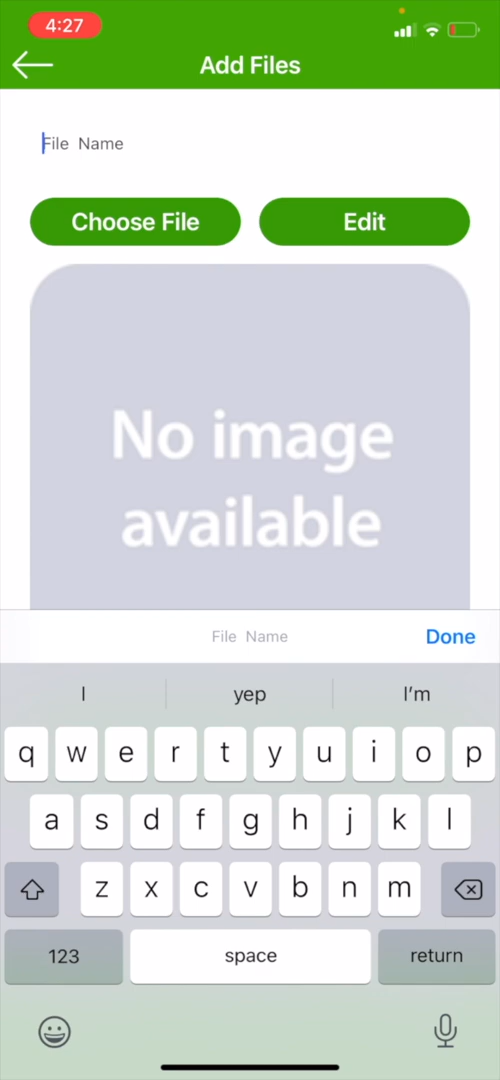 4:27
Add Files
File Name
Choose File Edit
No image
available
File Name Done
I yep I'm
q w e r t y u i o p
a s d f g h j k l
z x c v b n m
123 space return